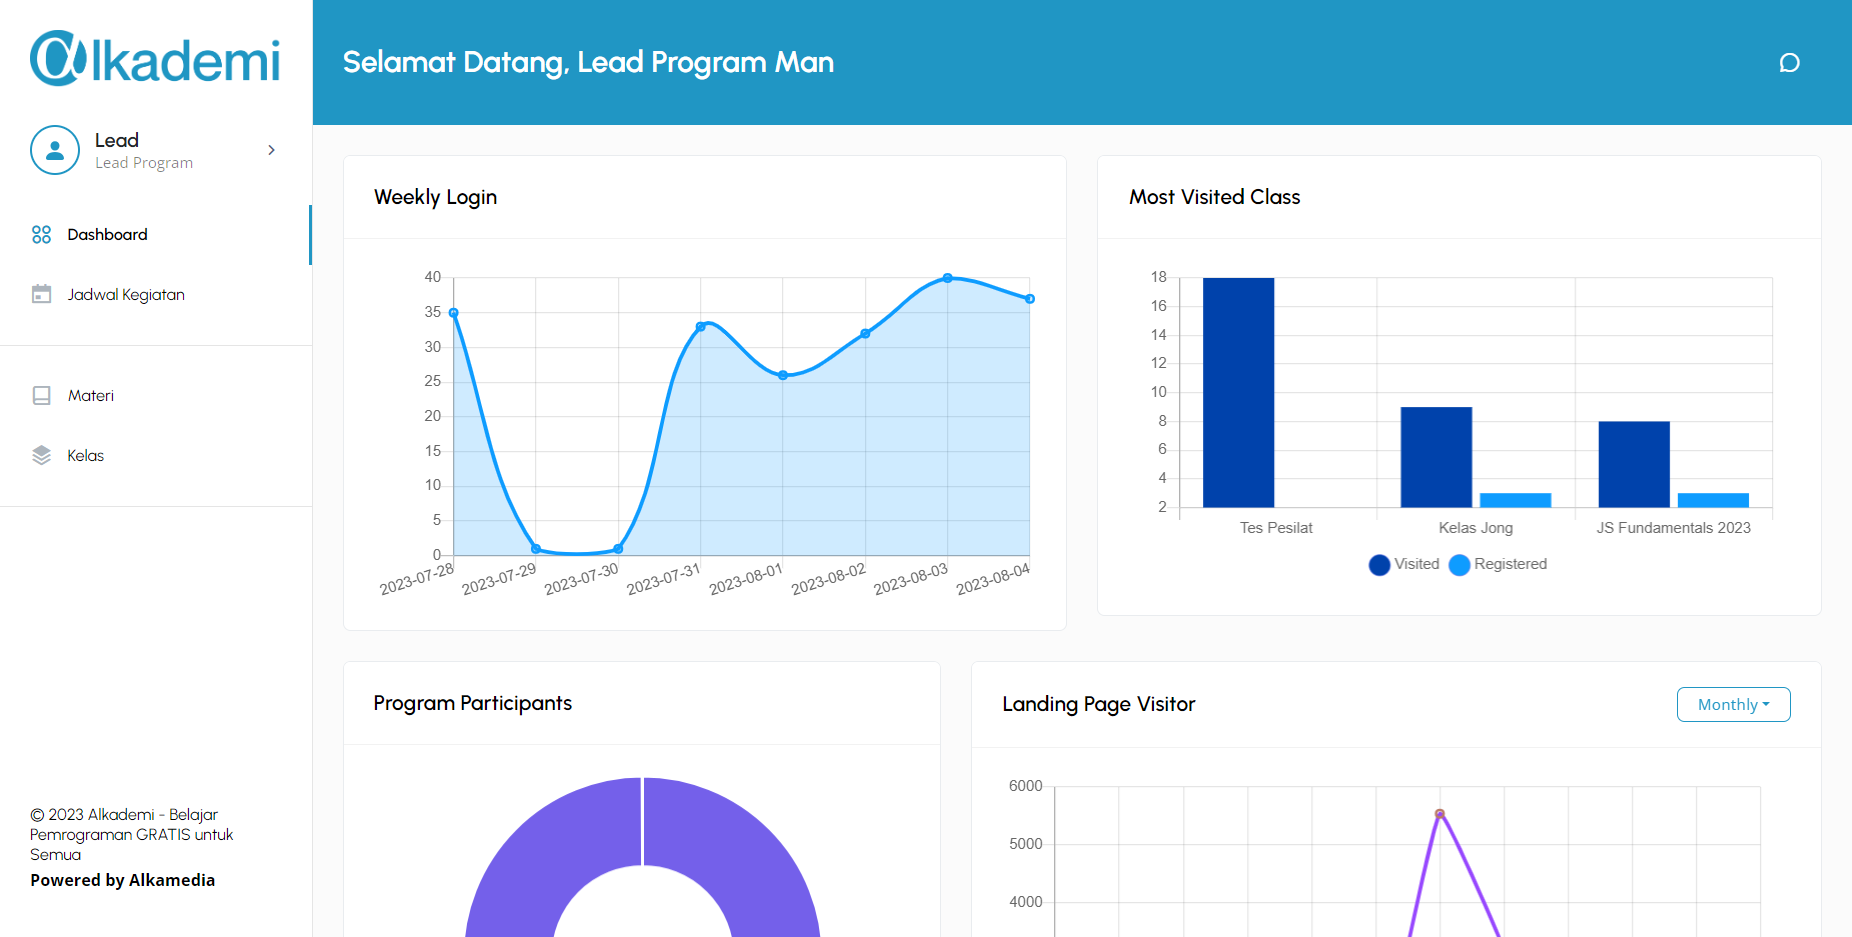 alkademi
Lead
Lead Program
Dashboard
Jadwal Kegiatan
Materi
Kelas
© 2023 Alkademi - Belajar
Pemrograman GRATIS untuk
Semua
Powered by Alkamedia
Selamat Datang, Lead Program Man
Weekly Login
40
35
30
25
20
15
10
5
0
2023-07-28
2023-07-29
2023-07-30
2023-07-31
2023-08-01
2023-08-02
2023-08-03
2023-08-04
Most Visited Class
18
16
14
12
10
8
6
4
2
Tes Pesilat
Kelas Jong
JS Fundamentals 2023
Visited
Registered
Program Participants
Landing Page Visitor
Monthly
6000
5000
4000